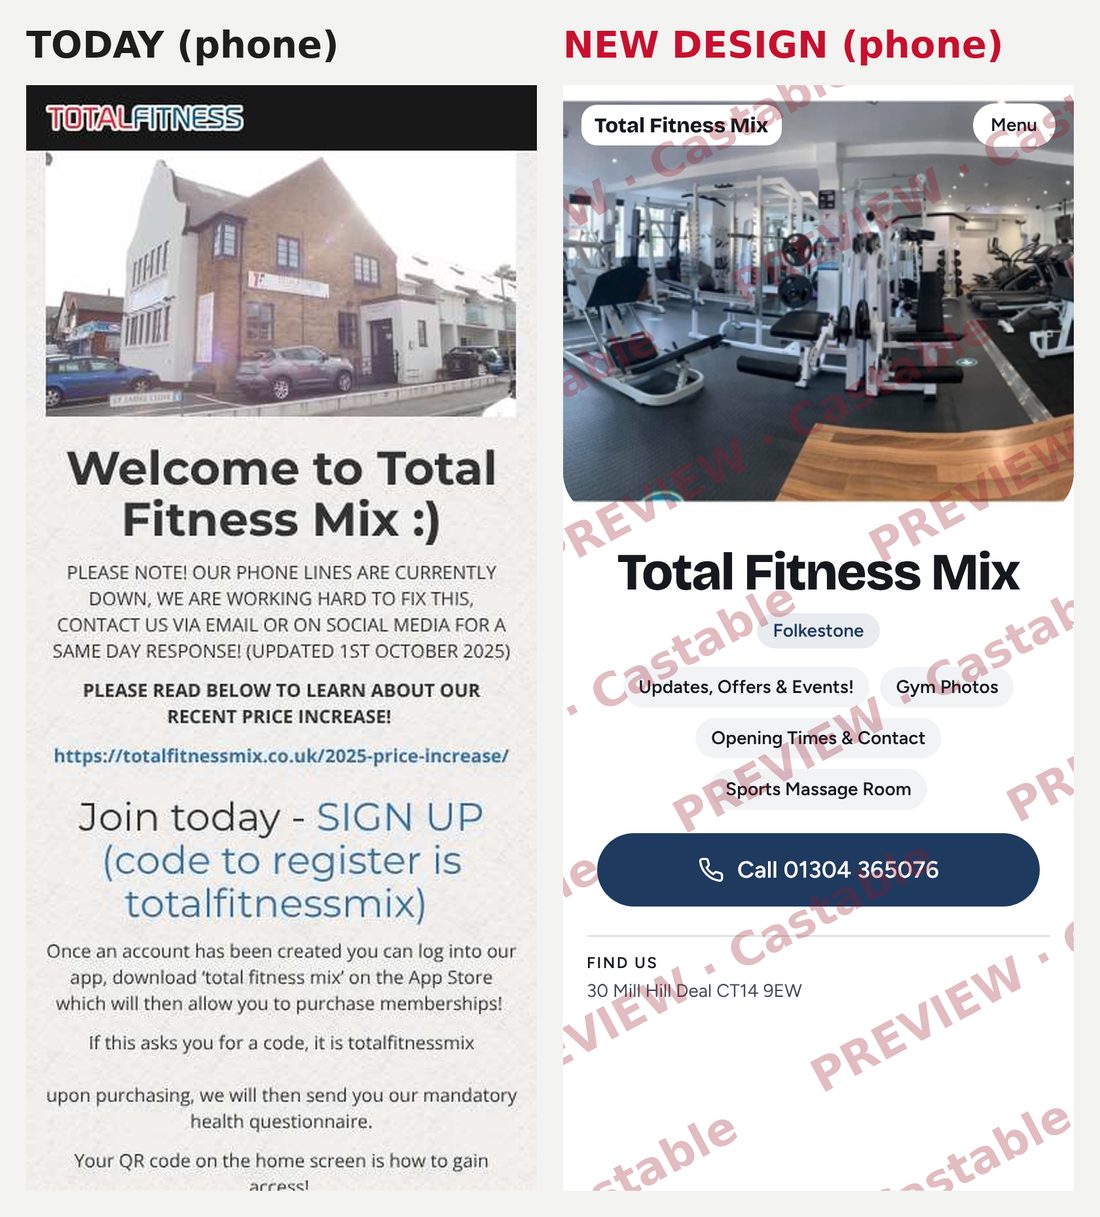 TODAY (phone)
TOTALFITNESS
Welcome to Total
Fitness Mix :)
PLEASE NOTE! OUR PHONE LINES ARE CURRENTLY
DOWN, WE ARE WORKING HARD TO FIX THIS,
CONTACT US VIA EMAIL OR ON SOCIAL MEDIA FOR A
SAME DAY RESPONSE! (UPDATED 1ST OCTOBER 2025)
PLEASE READ BELOW TO LEARN ABOUT OUR
RECENT PRICE INCREASE!
https://totalfitnessmix.co.uk/2025-price-increase/
Join today - SIGN UP
(code to register is
totalfitnessmix)
Once an account has been created you can log into our
app, download ‘total fitness mix’ on the App Store
which will then allow you to purchase memberships!
If this asks you for a code, it is totalfitnessmix
upon purchasing, we will then send you our mandatory
health questionnaire.
Your QR code on the home screen is how to gain
access!
NEW DESIGN (phone)
Total Fitness Mix
Menu
Total Fitness Mix
Folkestone
Updates, Offers & Events!
Gym Photos
Opening Times & Contact
Sports Massage Room
Call 01304 365076
FIND US
30 Mill Hill Deal CT14 9EW
PREVIEW · Castable